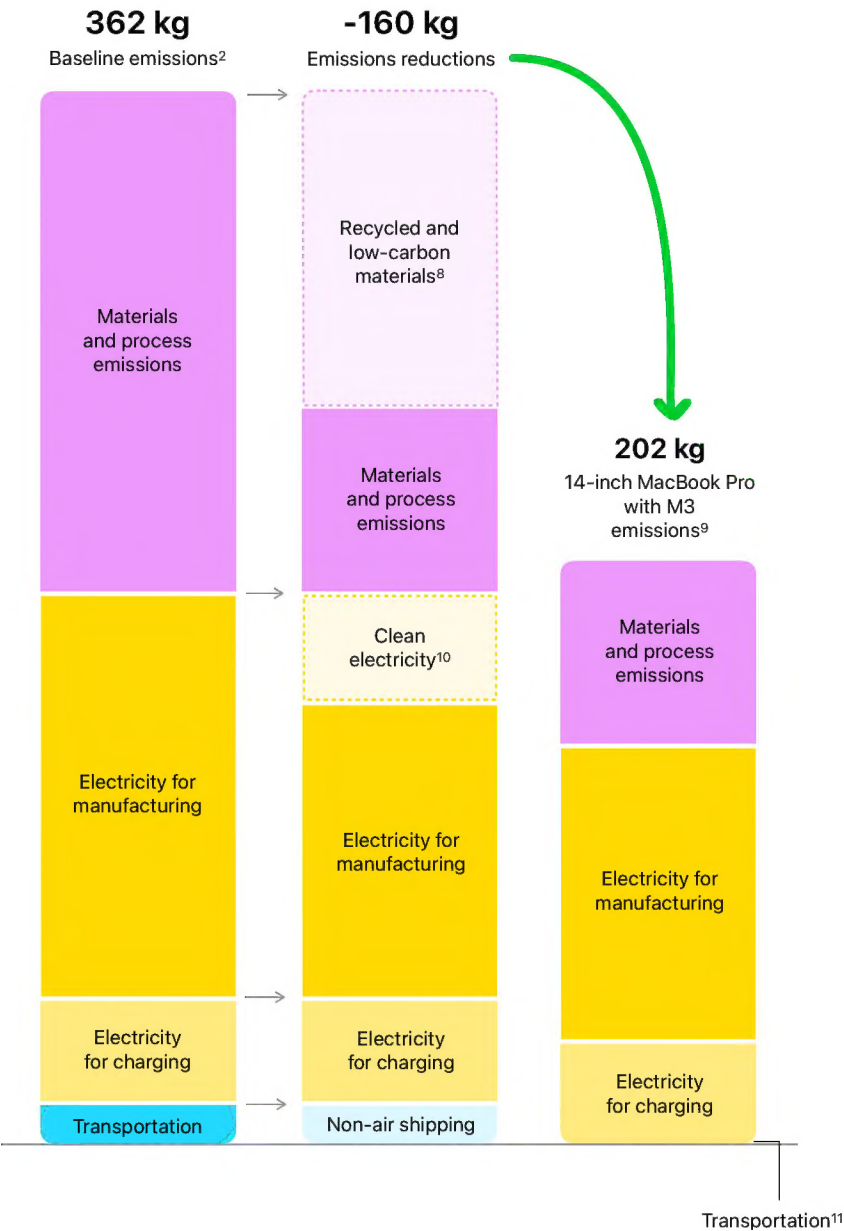 362 kg
Baseline emissions²
Materials
and process
emissions
Electricity for
manufacturing
Electricity
for charging
Transportation
-160 kg
Emissions reductions
Recycled and
low-carbon
materials⁸
Materials
and process
emissions
Clean
electricity¹⁰
Electricity for
manufacturing
Electricity
for charging
Non-air shipping
202 kg
14-inch MacBook Pro
with M3
emissions⁹
Materials
and process
emissions
Electricity for
manufacturing
Electricity
for charging
Transportation¹¹